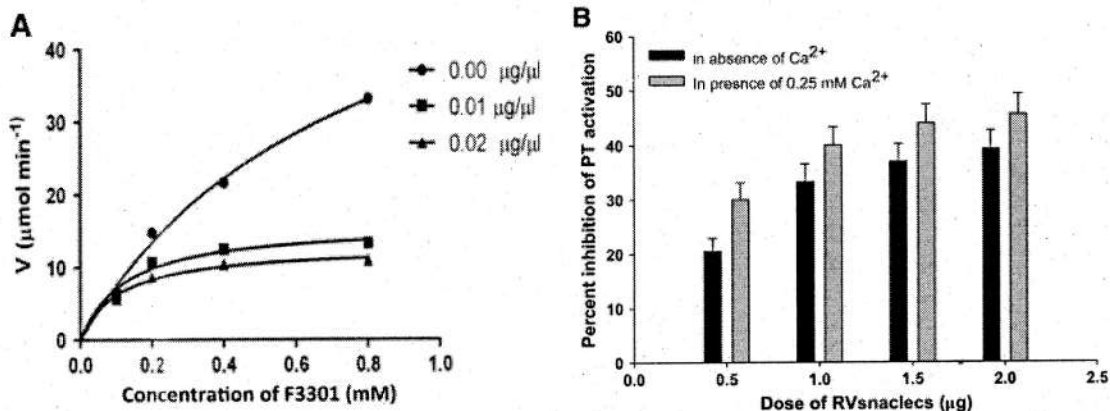 A
V (µmol min⁻¹)
40
30
20
10
0
0.0 0.2 0.4 0.6 0.8 1.0
Concentration of F3301 (mM)
0.00 µg/µl
0.01 µg/µl
0.02 µg/µl
B
Percent inhibition of PT activation
60
50
40
30
20
10
0
In absence of Ca²⁺
In presnce of 0.25 mM Ca²⁺
0.0 0.5 1.0 1.5 2.0 2.5
Dose of RVsnaclecs (µg)